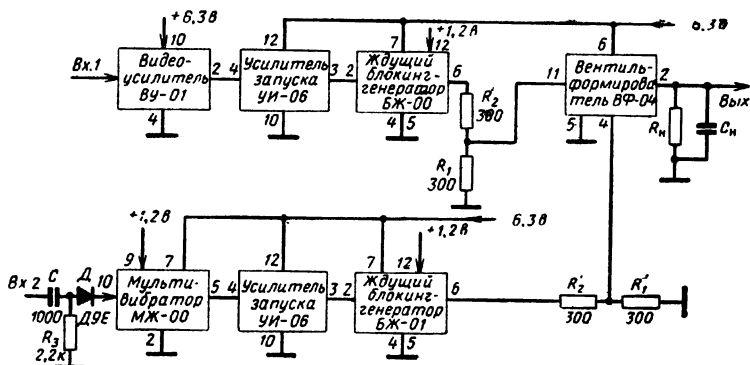 +6,3в
10
Вх.1
Видео-
усилитель
ВУ-01
2
4
4
12
Усилитель
запуска
УИ-06
3
10
2
7
+1,2в
12
Ждущий
блокинг-
генератор
БЖ-00
6
4
5
R'2
300
R1
300
6,3в
6
11
Вентиль-
формирова
тель ВФ-04
2
5
4
Вых
Rн
Сн
+1,2в
9
7
Вх 2
С
1000
Д
Д9Е
R3
2,2к
10
Мульти-
вибратор
МЖ-00
5
2
4
12
Усилитель
запуска
УИ-06
3
10
2
7
6,3в
+1,2в
12
Ждущий
блокинг-
генератор
БЖ-01
6
4
5
R'2
300
R'1
300